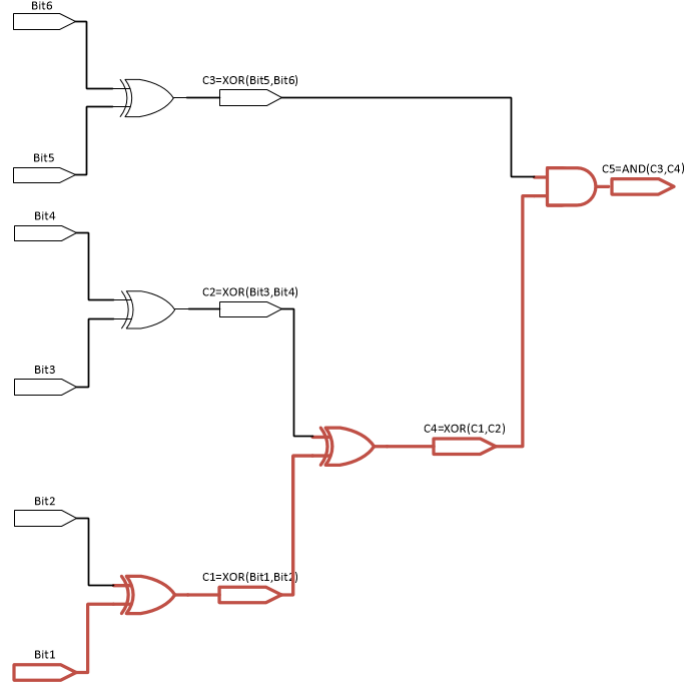 Bit6
C3=XOR(Bit5,Bit6)
Bit5
C5=AND(C3,C4)
Bit4
C2=XOR(Bit3,Bit4)
Bit3
C4=XOR(C1,C2)
Bit2
C1=XOR(Bit1,Bit2)
Bit1